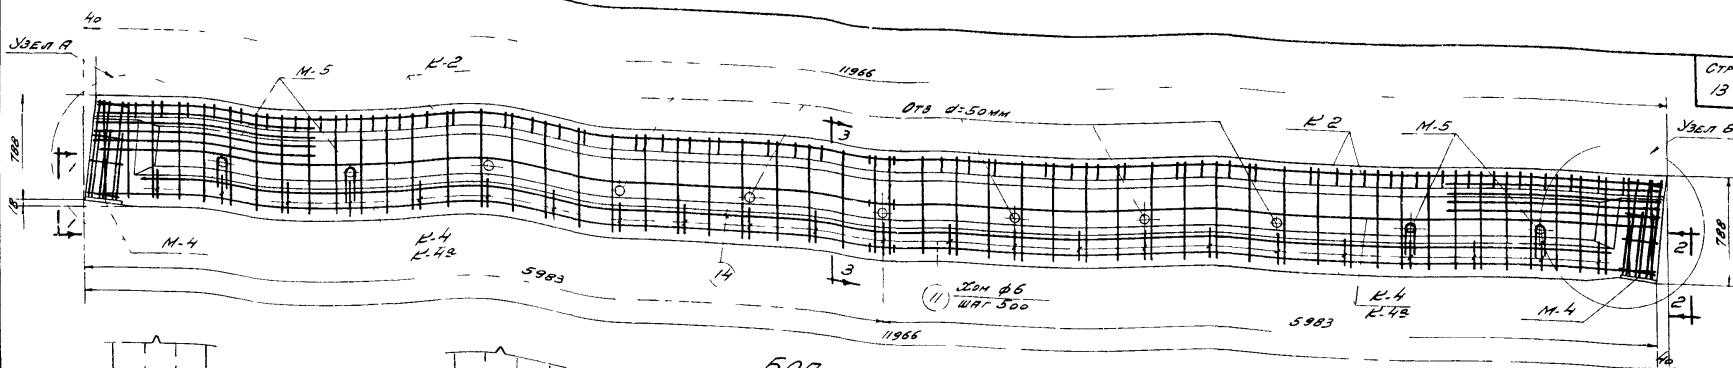 40
Узел А
М-5
К-2
11966
Стр
13
Отв d=50мм
3
К-2
М-5
Узел Б
788
1
18
1
М-4
К-4
К-4а
5983
14
3
11
Хом ф6
шаг 500
К-4
К-4а
5983
М-4
2
2
788
11966
40